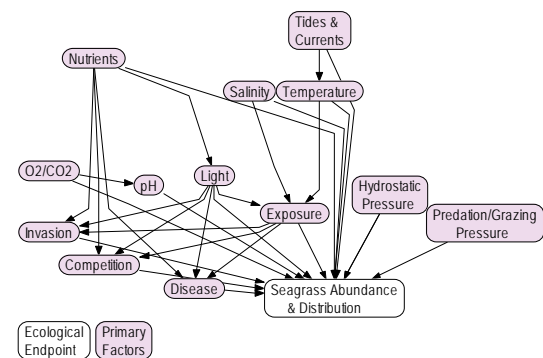 Tides &
Currents
Nutrients
Salinity
Temperature
O2/CO2
pH
Light
Hydrostatic
Pressure
Exposure
Predation/Grazing
Pressure
Invasion
Competition
Disease
Seagrass Abundance
& Distribution
Ecological
Endpoint
Primary
Factors